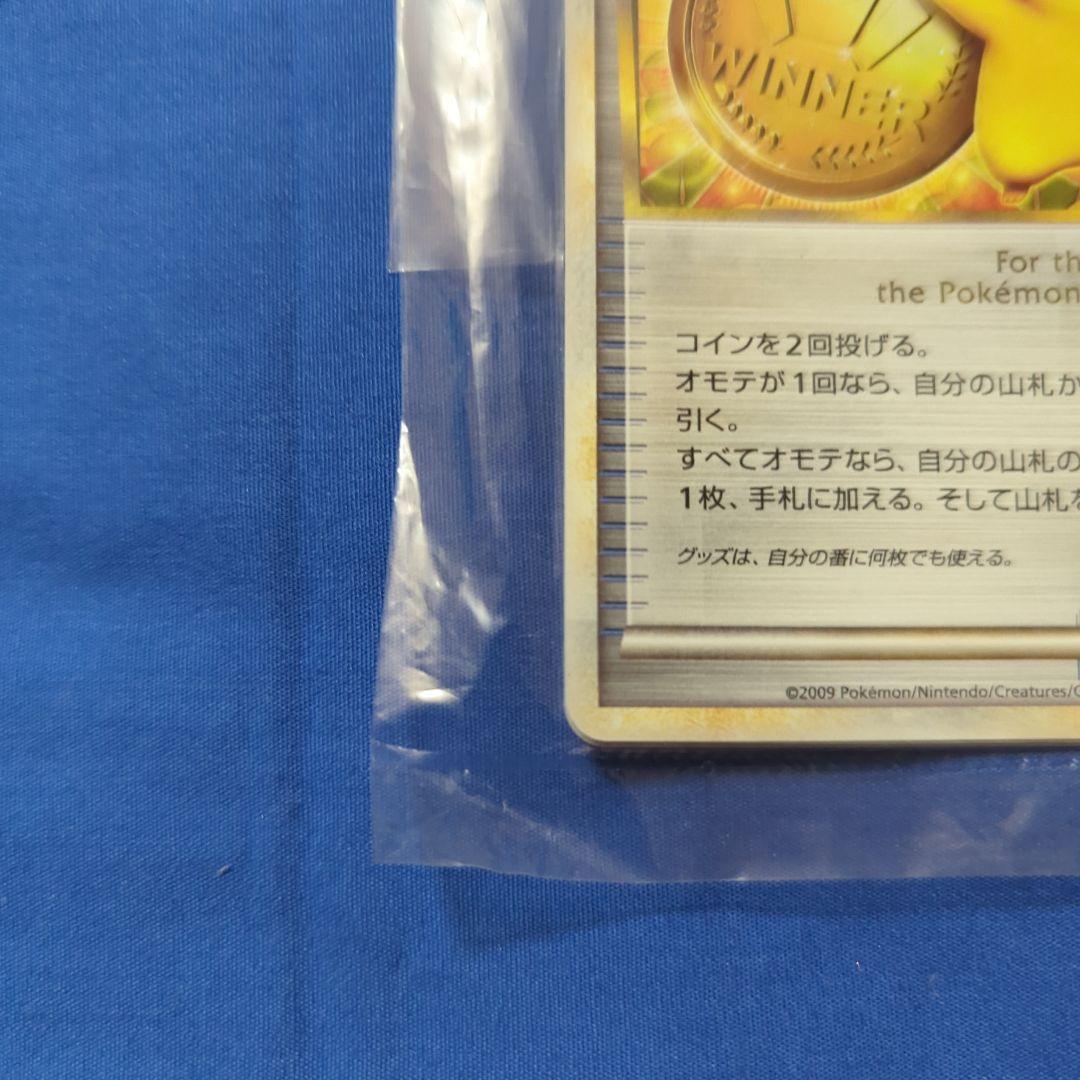 WINNER
For th
the Pokémon
コインを2回投げる。
オモテが1回なら、自分の山札か
引く。
すべてオモテなら、自分の山札の
1枚、手札に加える。そして山札を
グッズは、自分の番に何枚でも使える。
©2009 Pokémon/Nintendo/Creatures/G